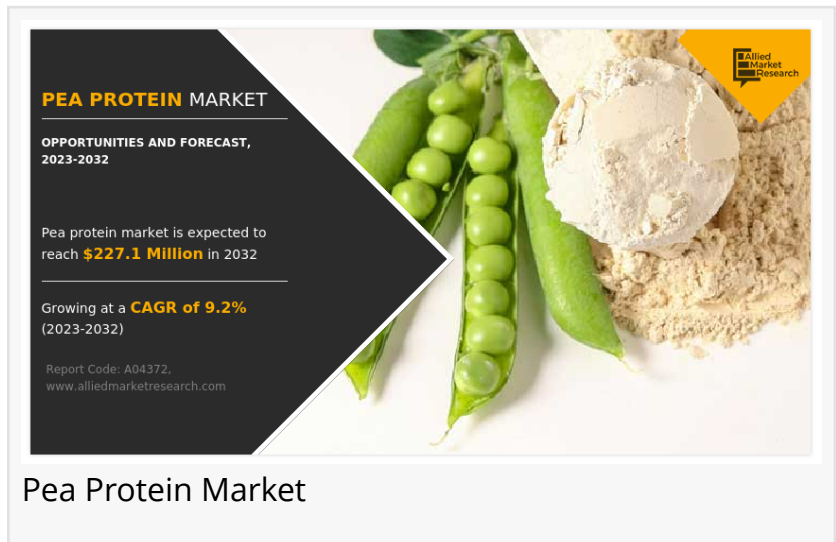 PEA PROTEIN MARKET
OPPORTUNITIES AND FORECAST,
2023-2032
Pea protein market is expected to
reach $227.1 Million in 2032
Growing at a CAGR of 9.2%
(2023-2032)
Report Code: A04372,
www.alliedmarketresearch.com
Allied
Market
Research
Pea Protein Market